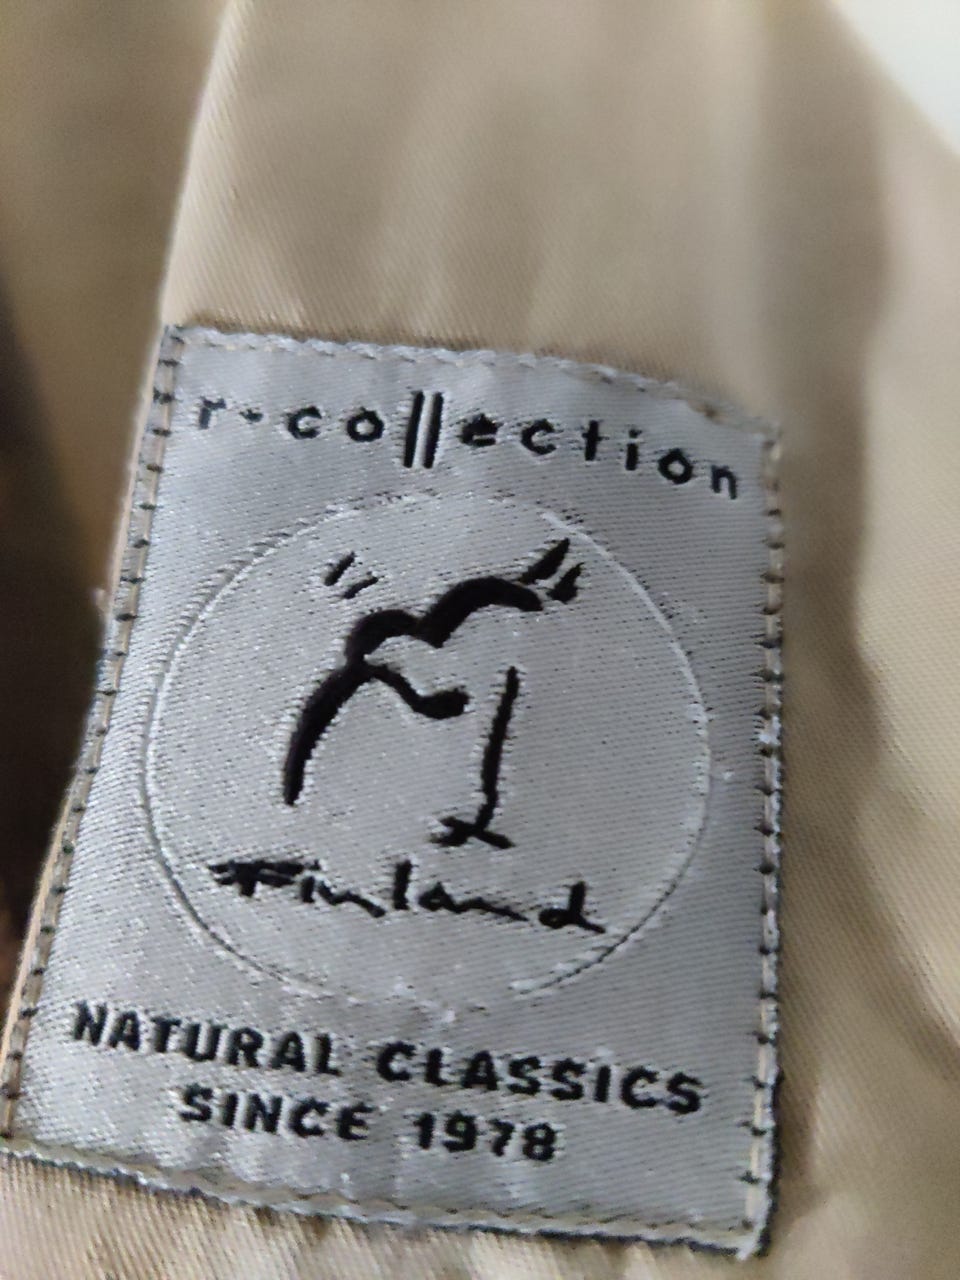 r-collection
Finland
NATURAL CLASSICS
SINCE 1978